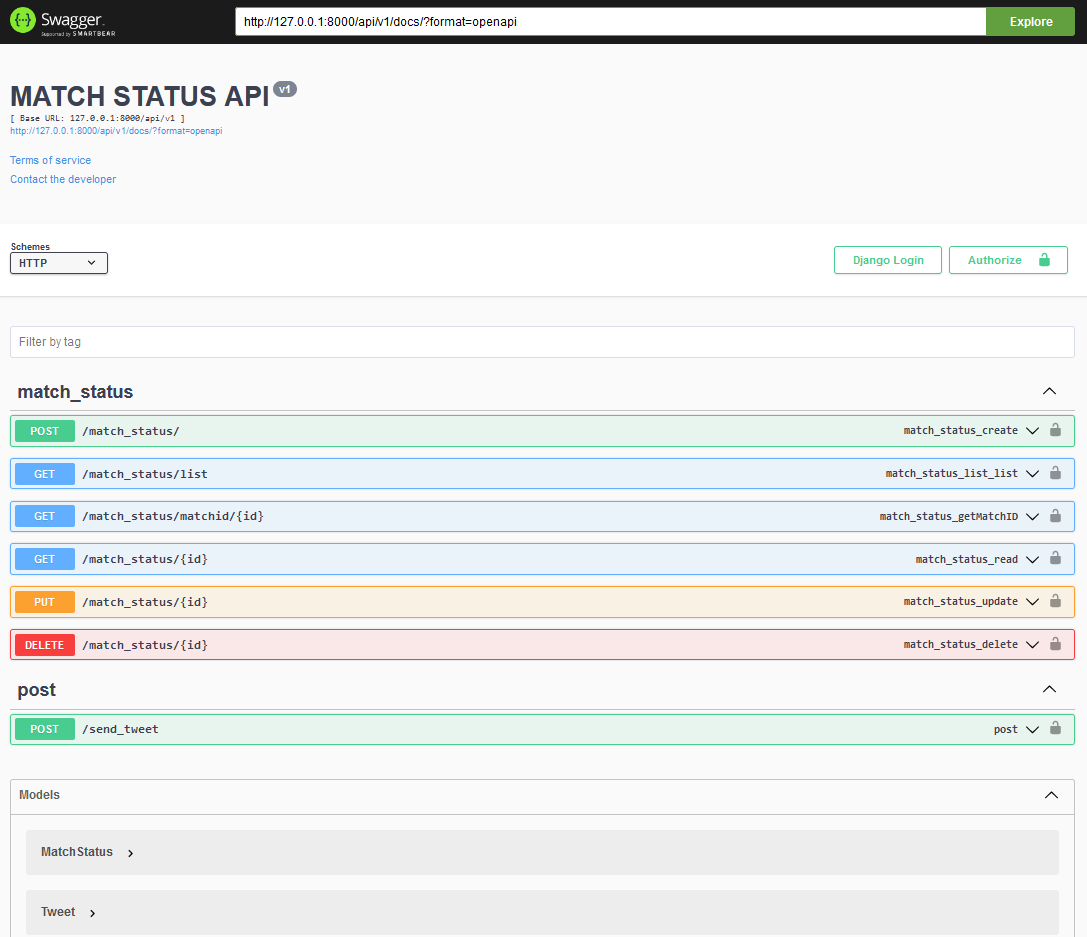 Swagger.
Supported by SMARTBEAR
http://127.0.0.1:8000/api/v1/docs/?format=openapi
Explore
MATCH STATUS API v1
[ Base URL: 127.0.0.1:8000/api/v1 ]
http://127.0.0.1:8000/api/v1/docs/?format=openapi
Terms of service
Contact the developer
Schemes
HTTP
Django Login
Authorize
Filter by tag
match_status
POST /match_status/ match_status_create
GET /match_status/list match_status_list_list
GET /match_status/matchid/{id} match_status_getMatchID
GET /match_status/{id} match_status_read
PUT /match_status/{id} match_status_update
DELETE /match_status/{id} match_status_delete
post
POST /send_tweet post
Models
MatchStatus
Tweet